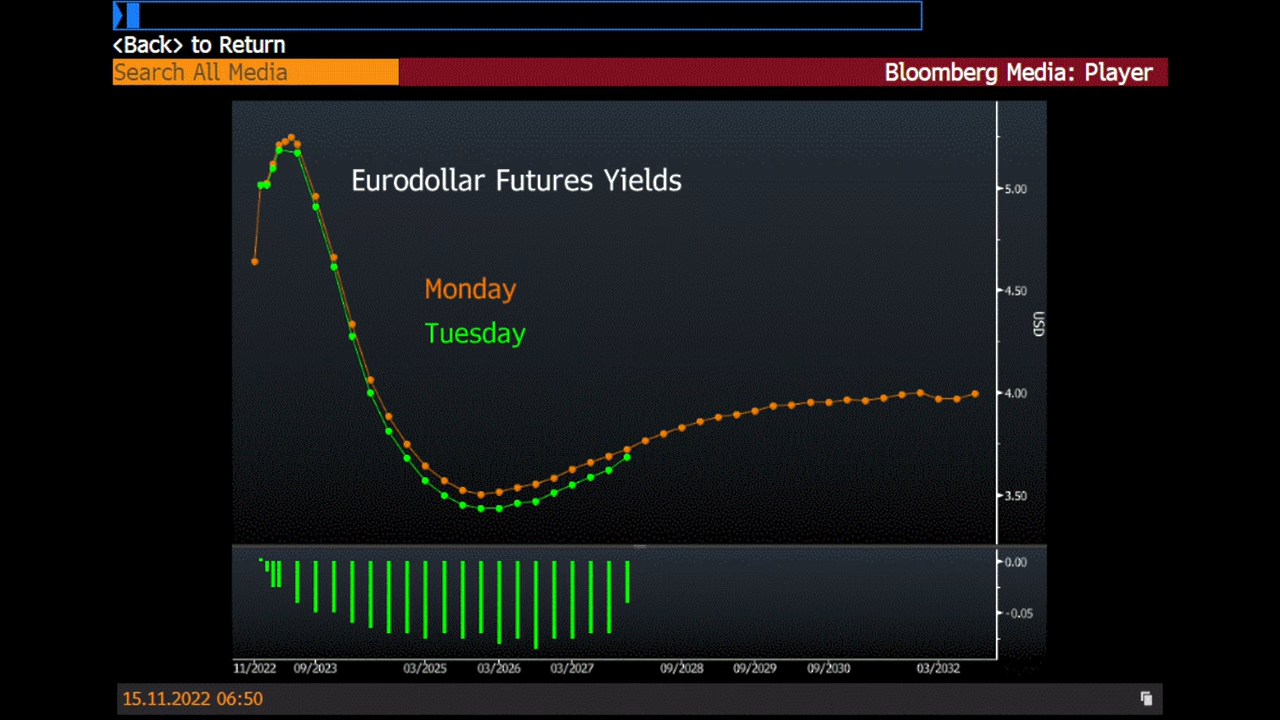 <Back> to Return
Search All Media
Bloomberg Media: Player
Eurodollar Futures Yields
Monday
Tuesday
5.00
4.50
USD
4.00
3.50
0.00
-0.05
11/2022 09/2023 03/2025 03/2026 03/2027 09/2028 09/2029 09/2030 03/2032
15.11.2022 06:50